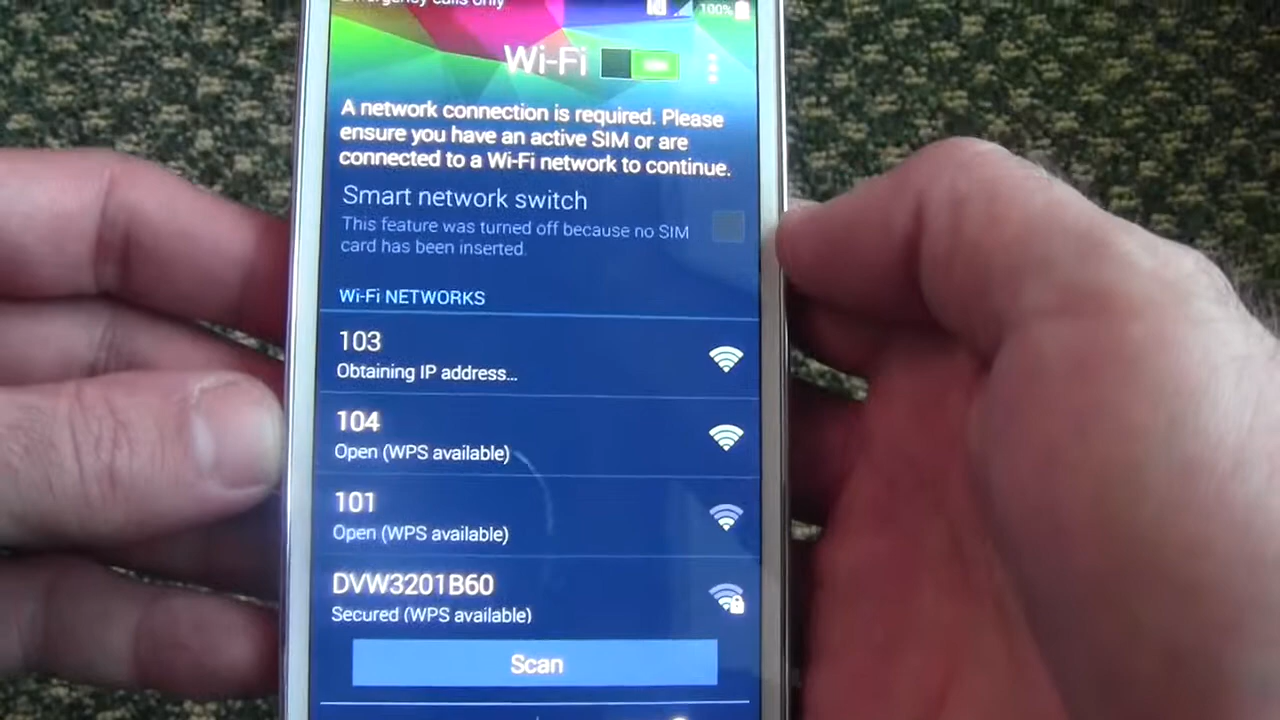 Emergency calls only
100%
Wi-Fi
A network connection is required. Please
ensure you have an active SIM or are
connected to a Wi-Fi network to continue.
Smart network switch
This feature was turned off because no SIM
card has been inserted.
Wi-Fi NETWORKS
103
Obtaining IP address...
104
Open (WPS available)
101
Open (WPS available)
DVW3201B60
Secured (WPS available)
Scan